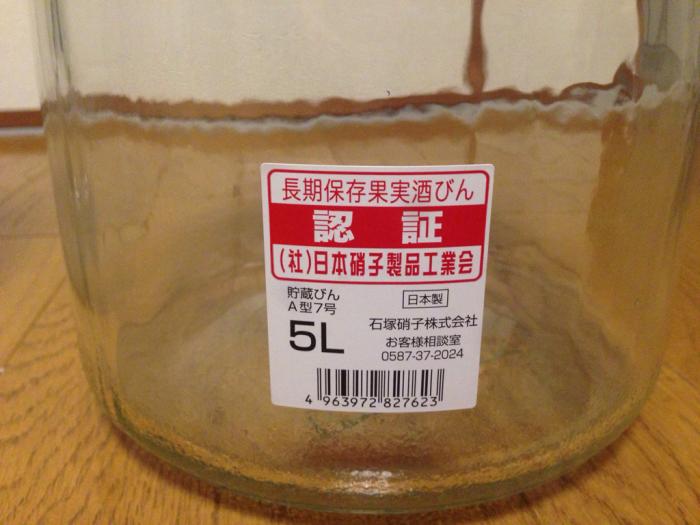 長期保存果実酒びん
認 証
(社)日本硝子製品工業会
貯蔵びん
A型7号
5L
日本製
石塚硝子株式会社
お客様相談室
0587-37-2024
4 963972 827623